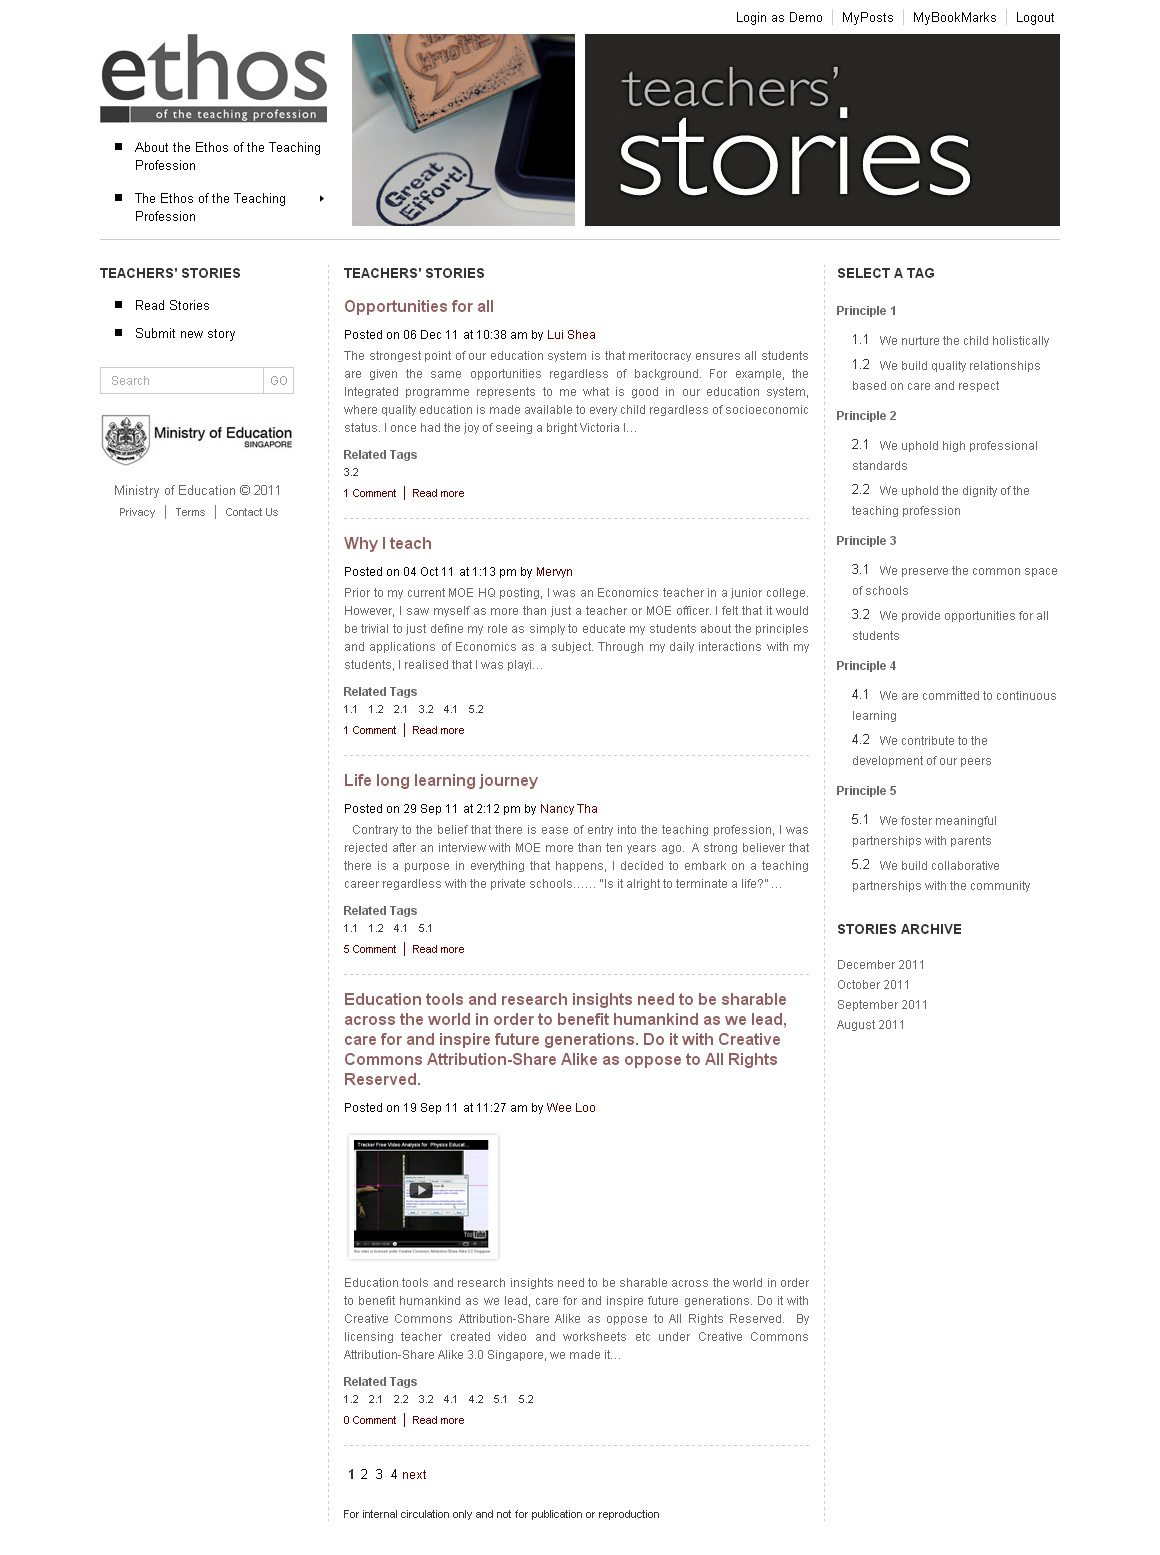 Login as Demo MyPosts MyBookMarks Logout
ethos
of the teaching profession
About the Ethos of the Teaching
Profession
The Ethos of the Teaching
Profession
Great
Effort!
teachers'
stories
TEACHERS' STORIES
Read Stories
Submit new story
Search GO
Ministry of Education
SINGAPORE
Ministry of Education © 2011
Privacy Terms Contact Us
TEACHERS' STORIES
Opportunities for all
Posted on 06 Dec 11 at 10:38 am by Lui Shea
The strongest point of our education system is that meritocracy ensures all students
are given the same opportunities regardless of background. For example, the
Integrated programme represents to me what is good in our education system,
where quality education is made available to every child regardless of socioeconomic
status. I once had the joy of seeing a bright Victoria I...
Related Tags
3.2
1 Comment Read more
Why I teach
Posted on 04 Oct 11 at 1:13 pm by Mervyn
Prior to my current MOE HQ posting, I was an Economics teacher in a junior college.
However, I saw myself as more than just a teacher or MOE officer. I felt that it would
be trivial to just define my role as simply to educate my students about the principles
and applications of Economics as a subject. Through my daily interactions with my
students, I realised that I was playi...
Related Tags
1.1 1.2 2.1 3.2 4.1 5.2
1 Comment Read more
Life long learning journey
Posted on 29 Sep 11 at 2:12 pm by Nancy Tha
Contrary to the belief that there is ease of entry into the teaching profession, I was
rejected after an interview with MOE more than ten years ago. A strong believer that
there is a purpose in everything that happens, I decided to embark on a teaching
career regardless with the private schools...... "Is it alright to terminate a life?" ...
Related Tags
1.1 1.2 4.1 5.1
5 Comment Read more
Education tools and research insights need to be sharable
across the world in order to benefit humankind as we lead,
care for and inspire future generations. Do it with Creative
Commons Attribution-Share Alike as oppose to All Rights
Reserved.
Posted on 19 Sep 11 at 11:27 am by Wee Loo
Tracker Free Video Analysis for Physics Educat...
YouTube
this video is licensed under Creative Commons Attribution-Share Alike 3.0 Singapore
Education tools and research insights need to be sharable across the world in order
to benefit humankind as we lead, care for and inspire future generations. Do it with
Creative Commons Attribution-Share Alike as oppose to All Rights Reserved. By
licensing teacher created video and worksheets etc under Creative Commons
Attribution-Share Alike 3.0 Singapore, we made it...
Related Tags
1.2 2.1 2.2 3.2 4.1 4.2 5.1 5.2
0 Comment Read more
1 2 3 4 next
For internal circulation only and not for publication or reproduction
SELECT A TAG
Principle 1
1.1 We nurture the child holistically
1.2 We build quality relationships
based on care and respect
Principle 2
2.1 We uphold high professional
standards
2.2 We uphold the dignity of the
teaching profession
Principle 3
3.1 We preserve the common space
of schools
3.2 We provide opportunities for all
students
Principle 4
4.1 We are committed to continuous
learning
4.2 We contribute to the
development of our peers
Principle 5
5.1 We foster meaningful
partnerships with parents
5.2 We build collaborative
partnerships with the community
STORIES ARCHIVE
December 2011
October 2011
September 2011
August 2011